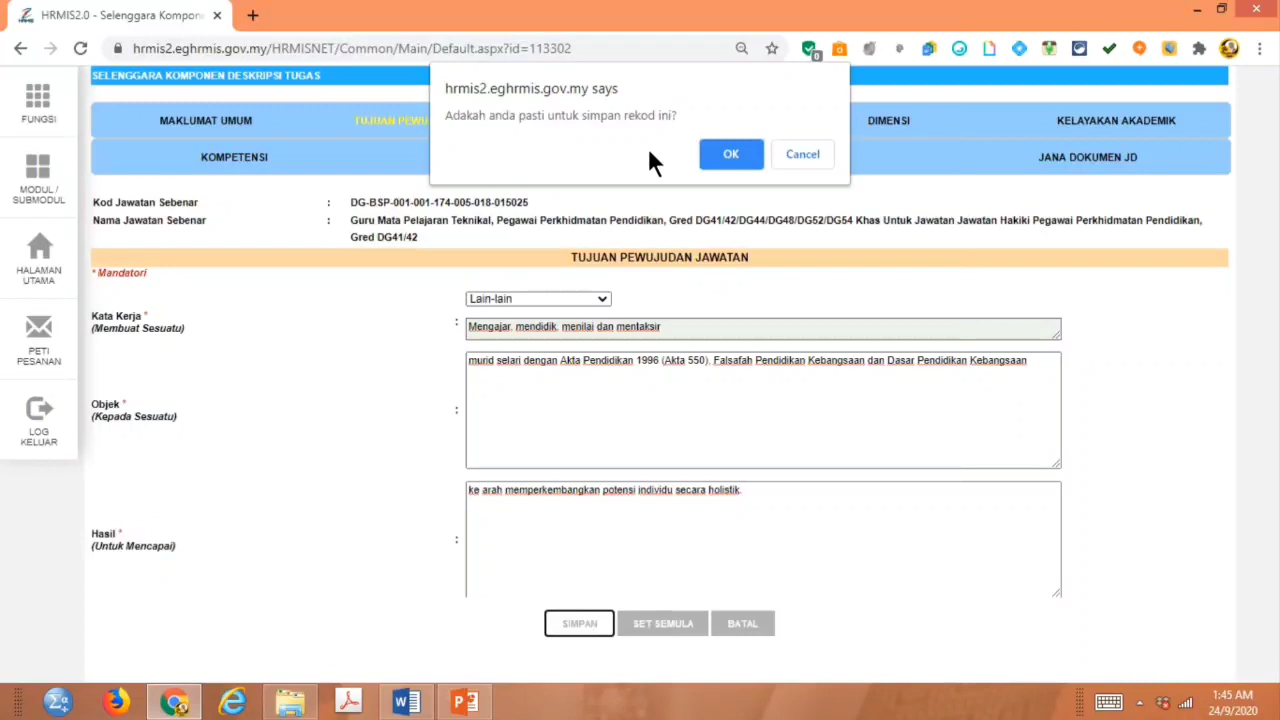 HRMIS2.0 - Selenggara Kompon
hrmis2.eghrmis.gov.my/HRMISNET/Common/Main/Default.aspx?id=113302
0
SELENGGARA KOMPONEN DESKRIPSI TUGAS
hrmis2.eghrmis.gov.my says
Adakah anda pasti untuk simpan rekod ini?
OK
Cancel
FUNGSI
MODUL /
SUBMODUL
HALAMAN
UTAMA
PETI
PESANAN
LOG
KELUAR
MAKLUMAT UMUM
TUJUAN PEWU
DIMENSI
KELAYAKAN AKADEMIK
KOMPETENSI
JANA DOKUMEN JD
Kod Jawatan Sebenar : DG-BSP-001-001-174-005-018-015025
Nama Jawatan Sebenar : Guru Mata Pelajaran Teknikal, Pegawai Perkhidmatan Pendidikan, Gred DG41/42/DG44/DG48/DG52/DG54 Khas Untuk Jawatan Jawatan Hakiki Pegawai Perkhidmatan Pendidikan,
Gred DG41/42
TUJUAN PEWUJUDAN JAWATAN
* Mandatori
Lain-lain
Kata Kerja *
(Membuat Sesuatu)
:
Mengajar, mendidik, menilai dan mentaksir
murid selari dengan Akta Pendidikan 1996 (Akta 550), Falsafah Pendidikan Kebangsaan dan Dasar Pendidikan Kebangsaan
Objek *
(Kepada Sesuatu)
:
ke arah memperkembangkan potensi individu secara holistik.
Hasil *
(Untuk Mencapai)
:
SIMPAN
SET SEMULA
BATAL
1:45 AM
24/9/2020